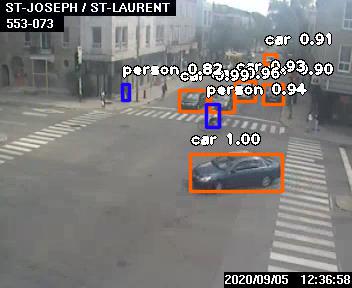 ST-JOSEPH / ST-LAURENT
553-073
car 0.91
person 0.82
car 0.93
0.90
person 0.94
car 1.00
2020/09/05 12:36:58